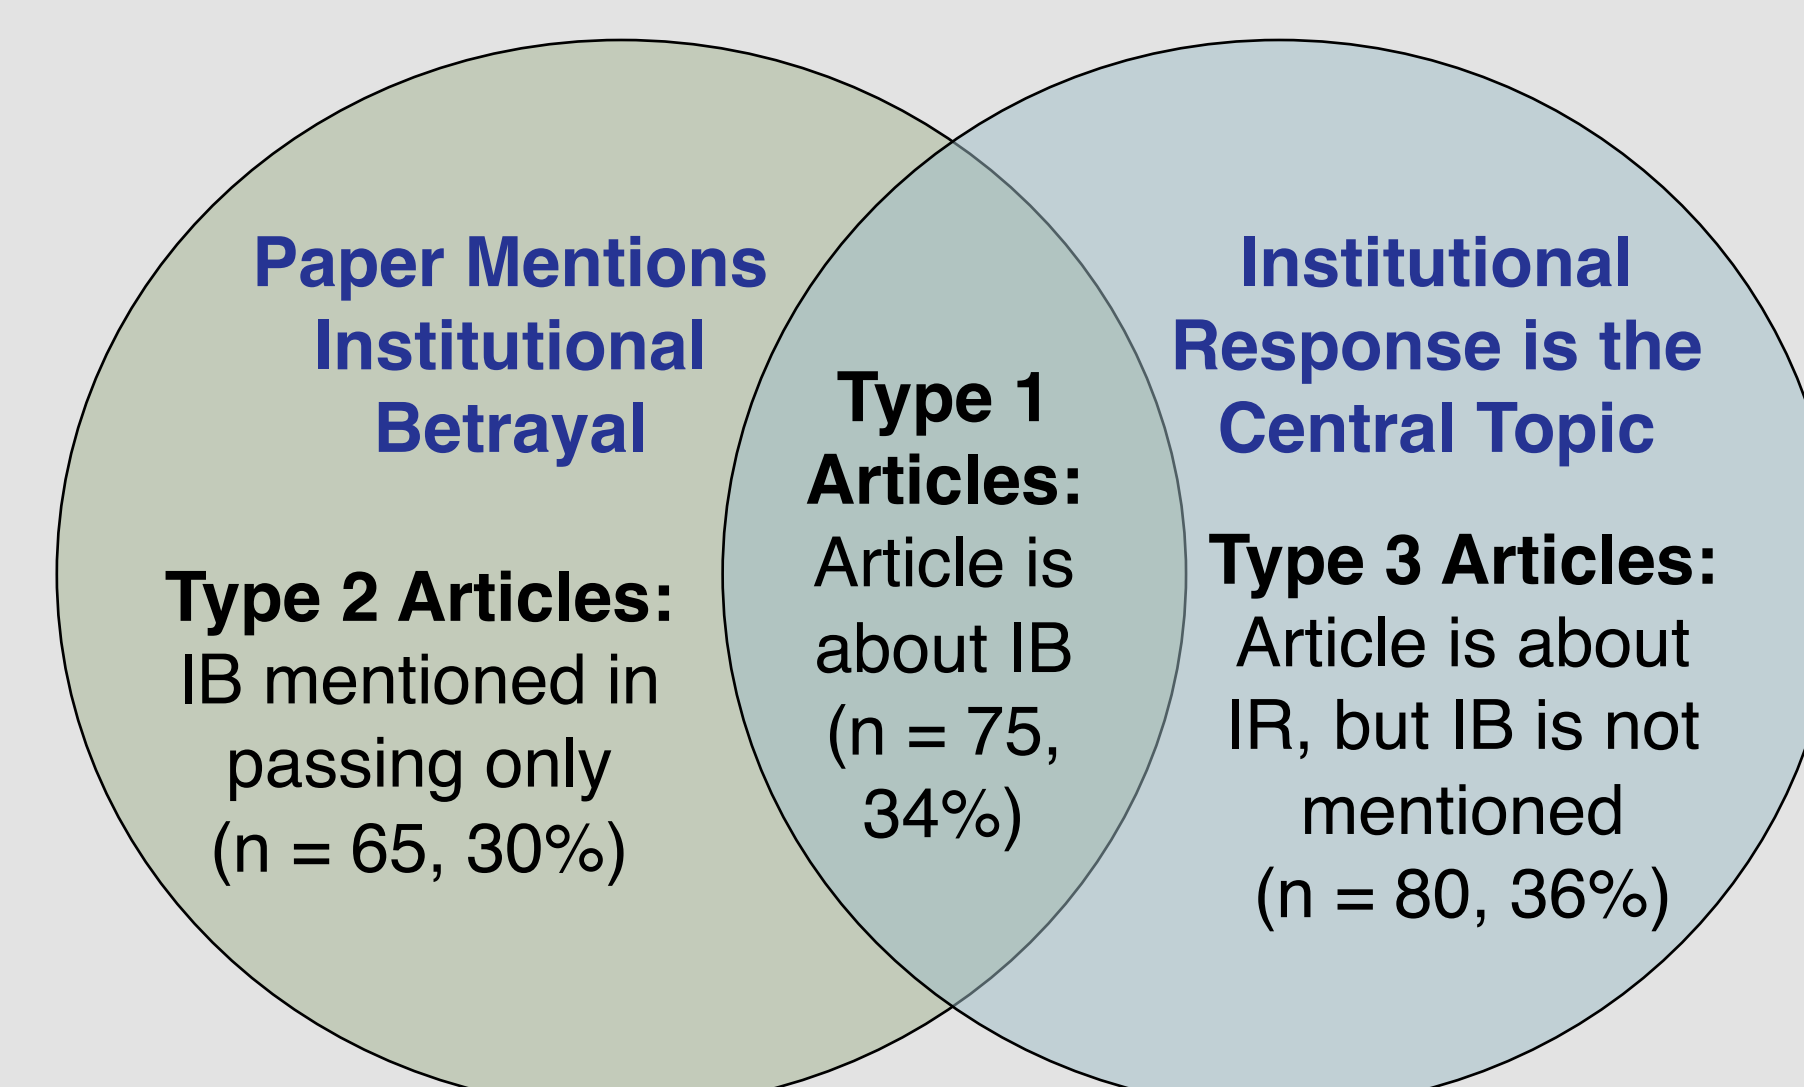 Paper Mentions
Institutional
Betrayal
Type 2 Articles:
IB mentioned in
passing only
(n = 65, 30%)
Type 1
Articles:
Article is
about IB
(n = 75,
34%)
Institutional
Response is the
Central Topic
Type 3 Articles:
Article is about
IR, but IB is not
mentioned
(n = 80, 36%)